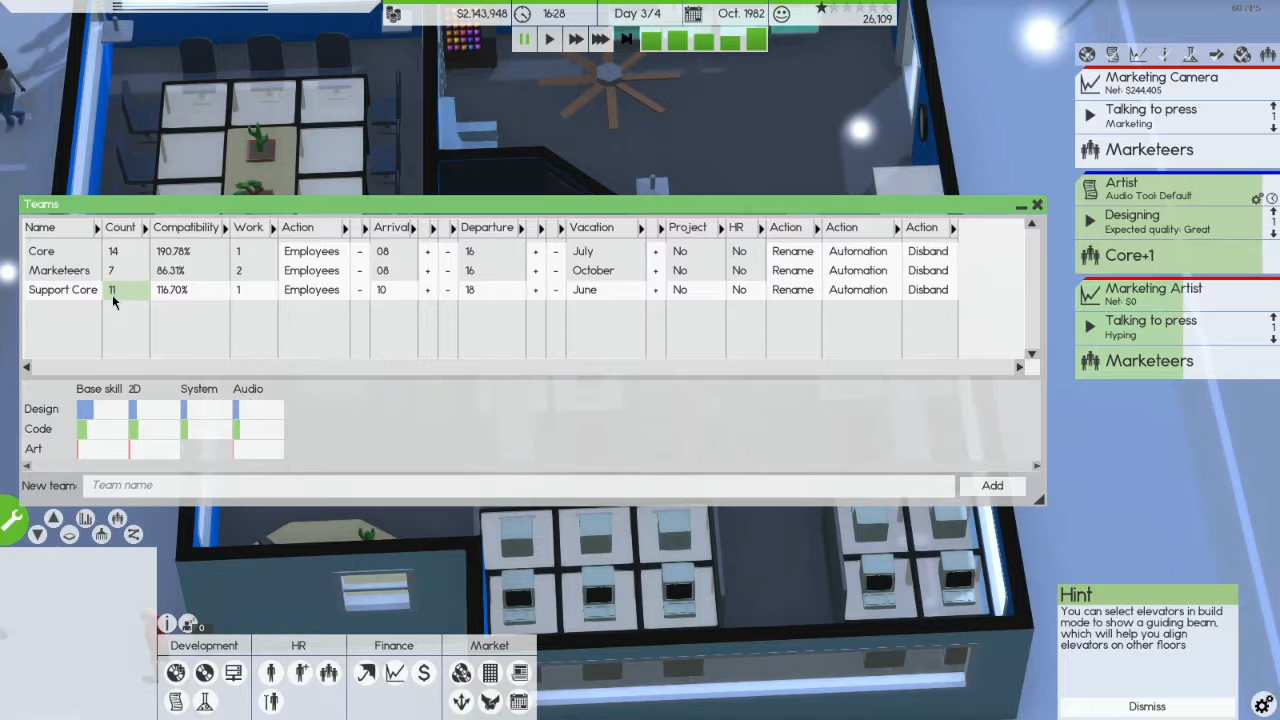 $2,143,948 16:28 Day 3/4 Oct. 1982 26,109
60 FPS
Marketing Camera
Net: $244,405
Talking to press
Marketing
1
Marketeers
Artist
Audio Tool: Default
Designing
Expected quality: Great
1
Core+1
Marketing Artist
Net: $0
Talking to press
Hyping
1
Marketeers
Teams
Name Count Compatibility Work Action Arrival Departure Vacation Project HR Action Action Action
Core 14 190.78% 1 Employees - 08 + - 16 + - July + No No Rename Automation Disband
Marketeers 7 86.31% 2 Employees - 08 + - 16 + - October + No No Rename Automation Disband
Support Core 11 116.70% 1 Employees - 10 + - 18 + - June + No No Rename Automation Disband
Base skill 2D System Audio
Design
Code
Art
New team: Team name Add
0
Development HR Finance Market
Hint
You can select elevators in build
mode to show a guiding beam,
which will help you align
elevators on other floors
Dismiss